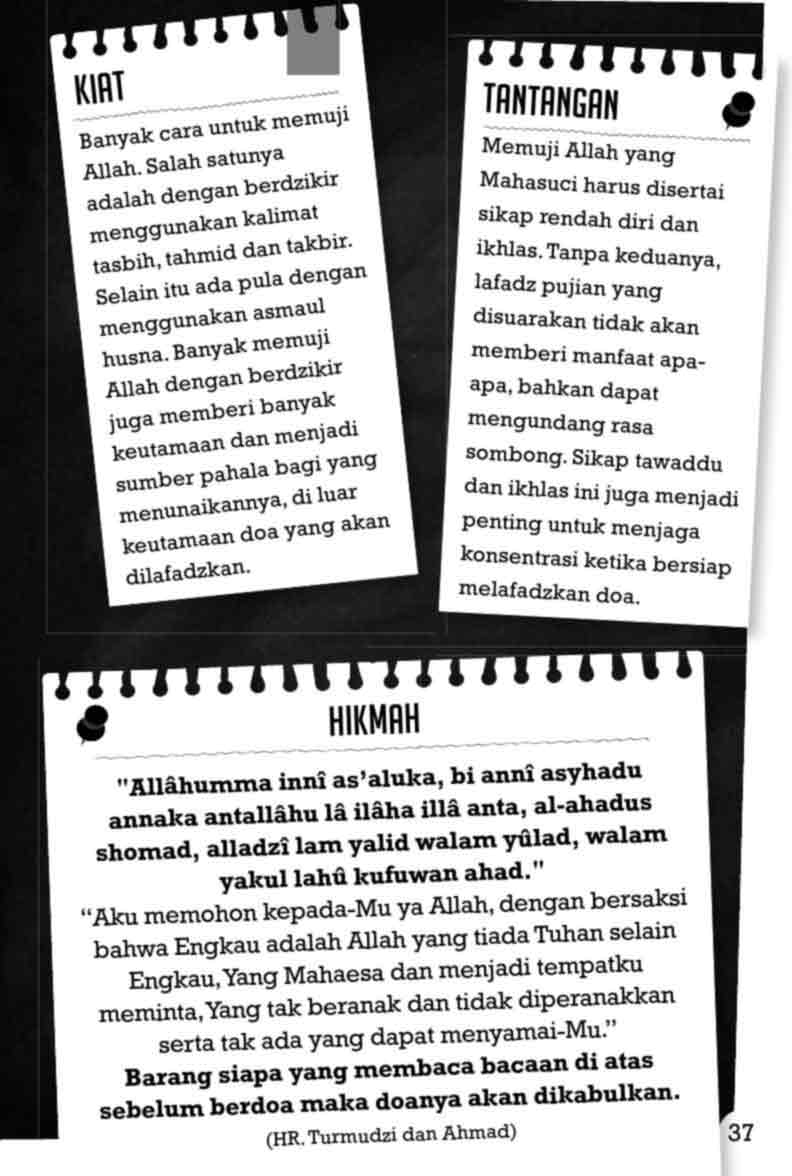 KIAT
Banyak cara untuk memuji
Allah. Salah satunya
adalah dengan berdzikir
menggunakan kalimat
tasbih, tahmid dan takbir.
Selain itu ada pula dengan
menggunakan asmaul
husna. Banyak memuji
Allah dengan berdzikir
juga memberi banyak
keutamaan dan menjadi
sumber pahala bagi yang
menunaikannya, di luar
keutamaan doa yang akan
dilafadzkan.
TANTANGAN
Memuji Allah yang
Mahasuci harus disertai
sikap rendah diri dan
ikhlas. Tanpa keduanya,
lafadz pujian yang
disuarakan tidak akan
memberi manfaat apa-
apa, bahkan dapat
mengundang rasa
sombong. Sikap tawaddu
dan ikhlas ini juga menjadi
penting untuk menjaga
konsentrasi ketika bersiap
melafadzkan doa.
HIKMAH
"Allâhumma innî as’aluka, bi annî asyhadu
annaka antallâhu lâ ilâha illâ anta, al-ahadus
shomad, alladzî lam yalid walam yûlad, walam
yakul lahû kufuwan ahad."
“Aku memohon kepada-Mu ya Allah, dengan bersaksi
bahwa Engkau adalah Allah yang tiada Tuhan selain
Engkau, Yang Mahaesa dan menjadi tempatku
meminta, Yang tak beranak dan tidak diperanakkan
serta tak ada yang dapat menyamai-Mu.”
Barang siapa yang membaca bacaan di atas
sebelum berdoa maka doanya akan dikabulkan.
(HR. Turmudzi dan Ahmad)
37